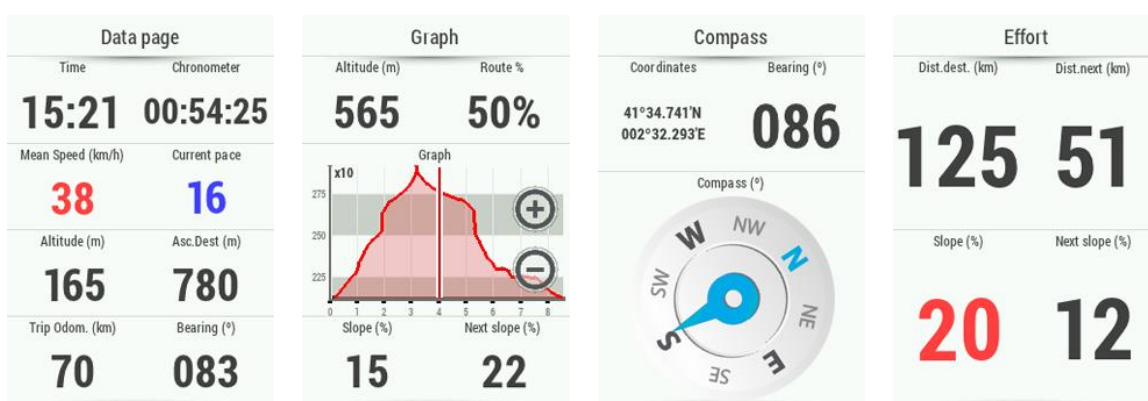 Data page
Time Chronometer
15:21 00:54:25
Mean Speed (km/h) Current pace
38 16
Altitude (m) Asc.Dest (m)
165 780
Trip Odom. (km) Bearing (º)
70 083
Graph
Altitude (m) Route %
565 50%
Graph
x10
275
250
225
0 1 2 3 4 5 6 7 8
Slope (%) Next slope (%)
15 22
Compass
Coordinates Bearing (º)
41º34.741'N
002º32.293'E
086
Compass (º)
W NW N
SW NE
S SE E
Effort
Dist.dest. (km) Dist.next (km)
125 51
Slope (%) Next slope (%)
20 12